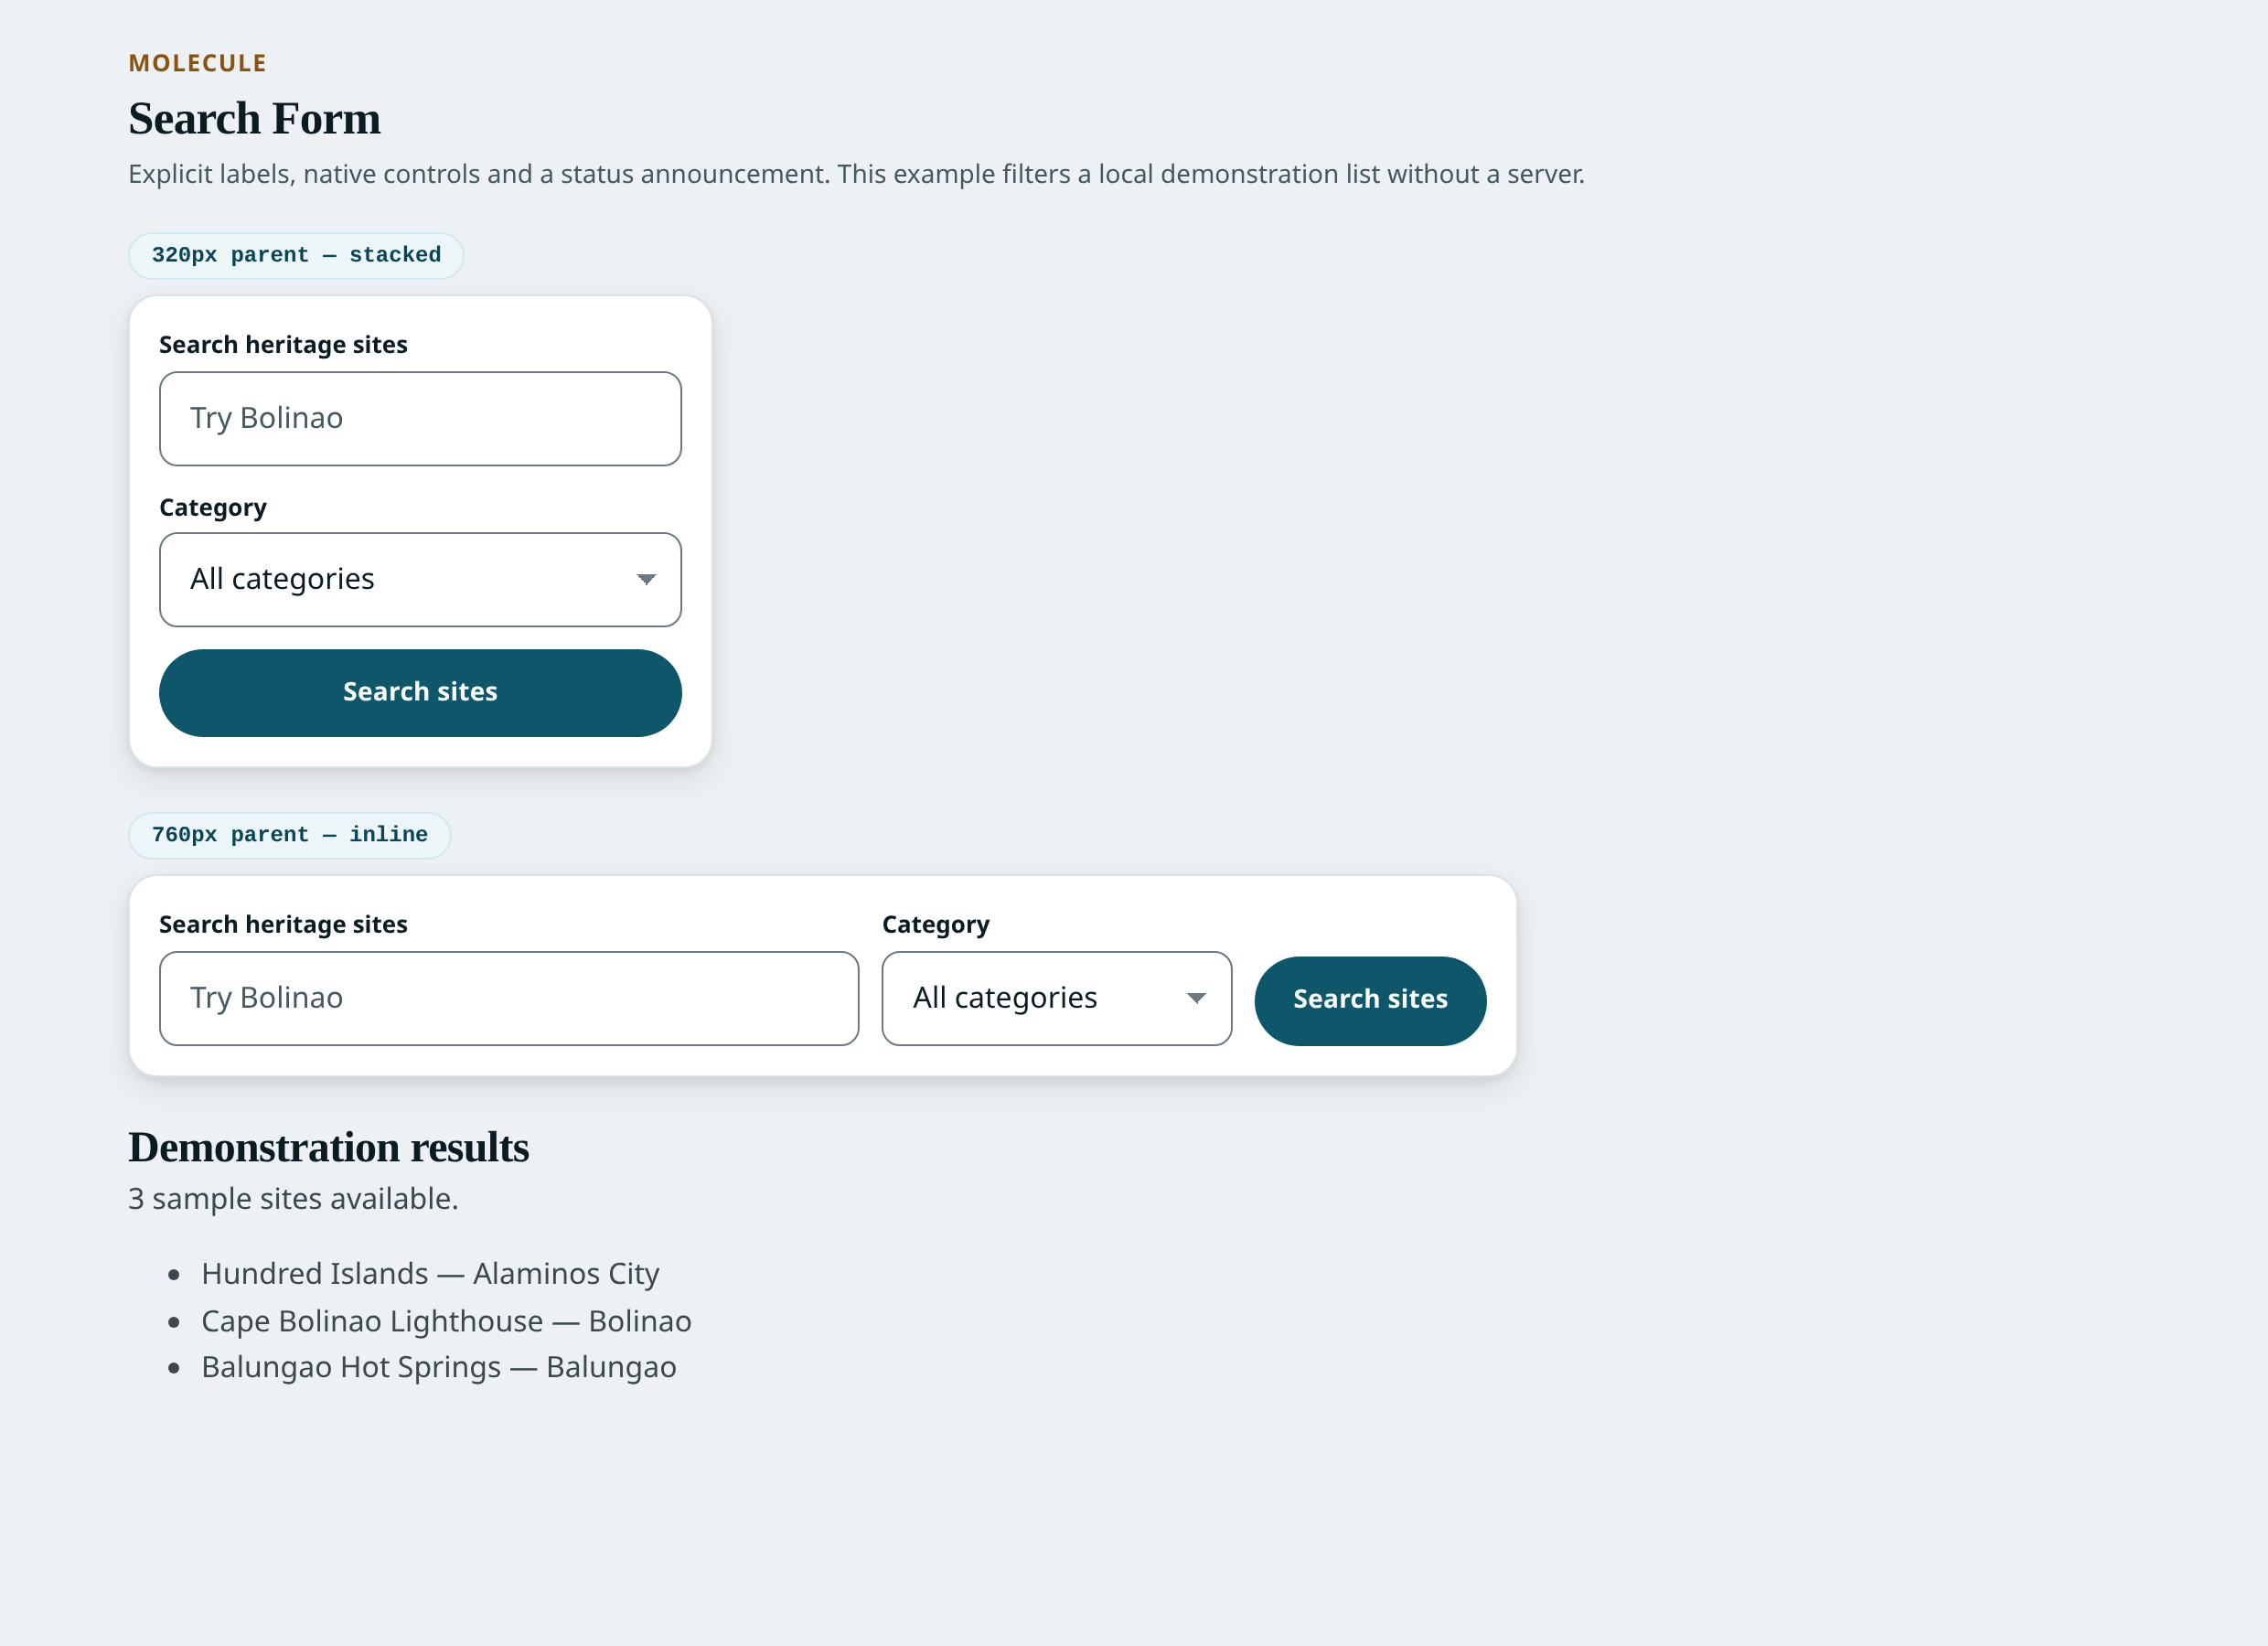 MOLECULE
Search Form
Explicit labels, native controls and a status announcement. This example filters a local demonstration list without a server.
320px parent — stacked
Search heritage sites
Try Bolinao
Category
All categories
Search sites
760px parent — inline
Search heritage sites
Category
Try Bolinao
All categories
Search sites
Demonstration results
3 sample sites available.
Hundred Islands — Alaminos City
Cape Bolinao Lighthouse — Bolinao
Balungao Hot Springs — Balungao